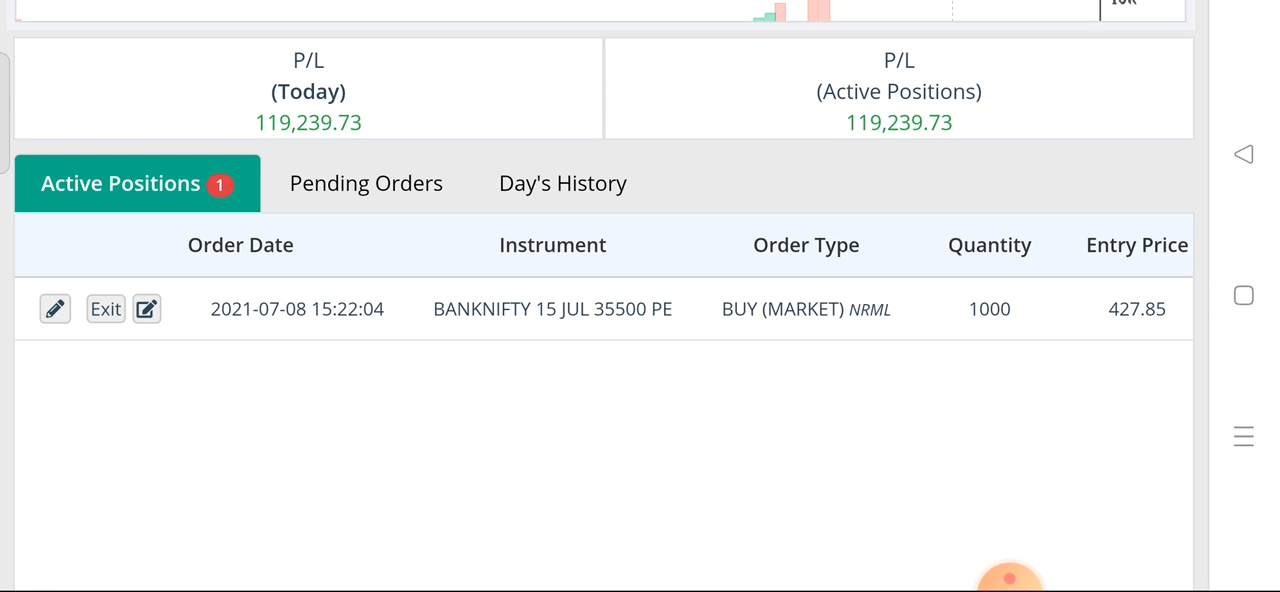 P/L
(Today)
119,239.73
P/L
(Active Positions)
119,239.73
Active Positions 1
Pending Orders
Day's History
Order Date Instrument Order Type Quantity Entry Price
Exit 2021-07-08 15:22:04 BANKNIFTY 15 JUL 35500 PE BUY (MARKET) NRML 1000 427.85